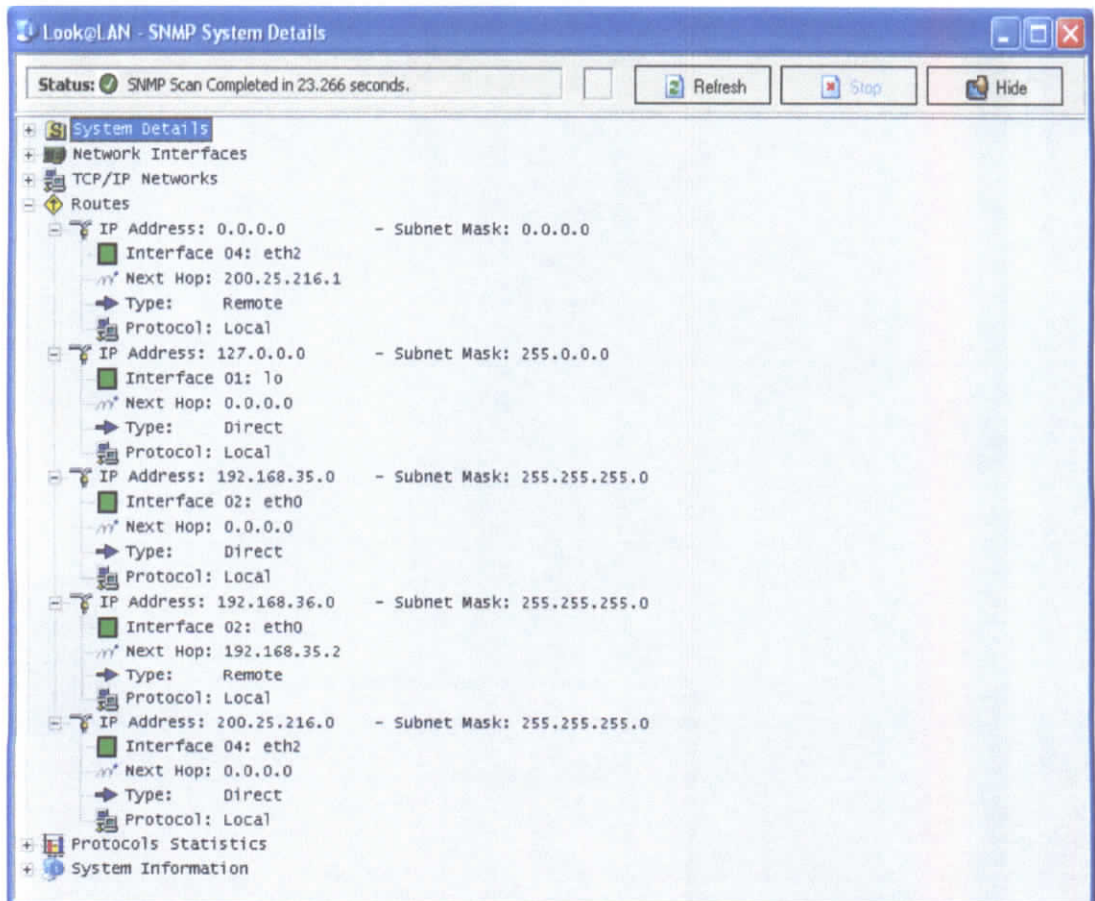 Look@LAN - SNMP System Details
Status: SNMP Scan Completed in 23.266 seconds.
Refresh
Stop
Hide
System Details
Network Interfaces
TCP/IP Networks
Routes
IP Address: 0.0.0.0 - Subnet Mask: 0.0.0.0
Interface 04: eth2
Next Hop: 200.25.216.1
Type: Remote
Protocol: Local
IP Address: 127.0.0.0 - Subnet Mask: 255.0.0.0
Interface 01: lo
Next Hop: 0.0.0.0
Type: Direct
Protocol: Local
IP Address: 192.168.35.0 - Subnet Mask: 255.255.255.0
Interface 02: eth0
Next Hop: 0.0.0.0
Type: Direct
Protocol: Local
IP Address: 192.168.36.0 - Subnet Mask: 255.255.255.0
Interface 02: eth0
Next Hop: 192.168.35.2
Type: Remote
Protocol: Local
IP Address: 200.25.216.0 - Subnet Mask: 255.255.255.0
Interface 04: eth2
Next Hop: 0.0.0.0
Type: Direct
Protocol: Local
Protocols Statistics
System Information